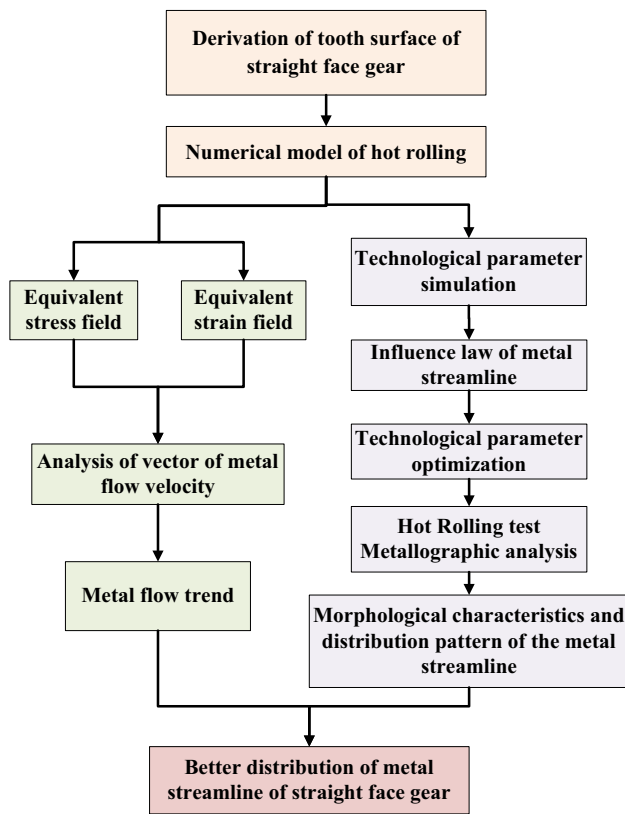 Derivation of tooth surface of
straight face gear
Numerical model of hot rolling
Equivalent
stress field
Equivalent
strain field
Analysis of vector of metal
flow velocity
Metal flow trend
Technological parameter
simulation
Influence law of metal
streamline
Technological parameter
optimization
Hot Rolling test
Metallographic analysis
Morphological characteristics and
distribution pattern of the metal
streamline
Better distribution of metal
streamline of straight face gear